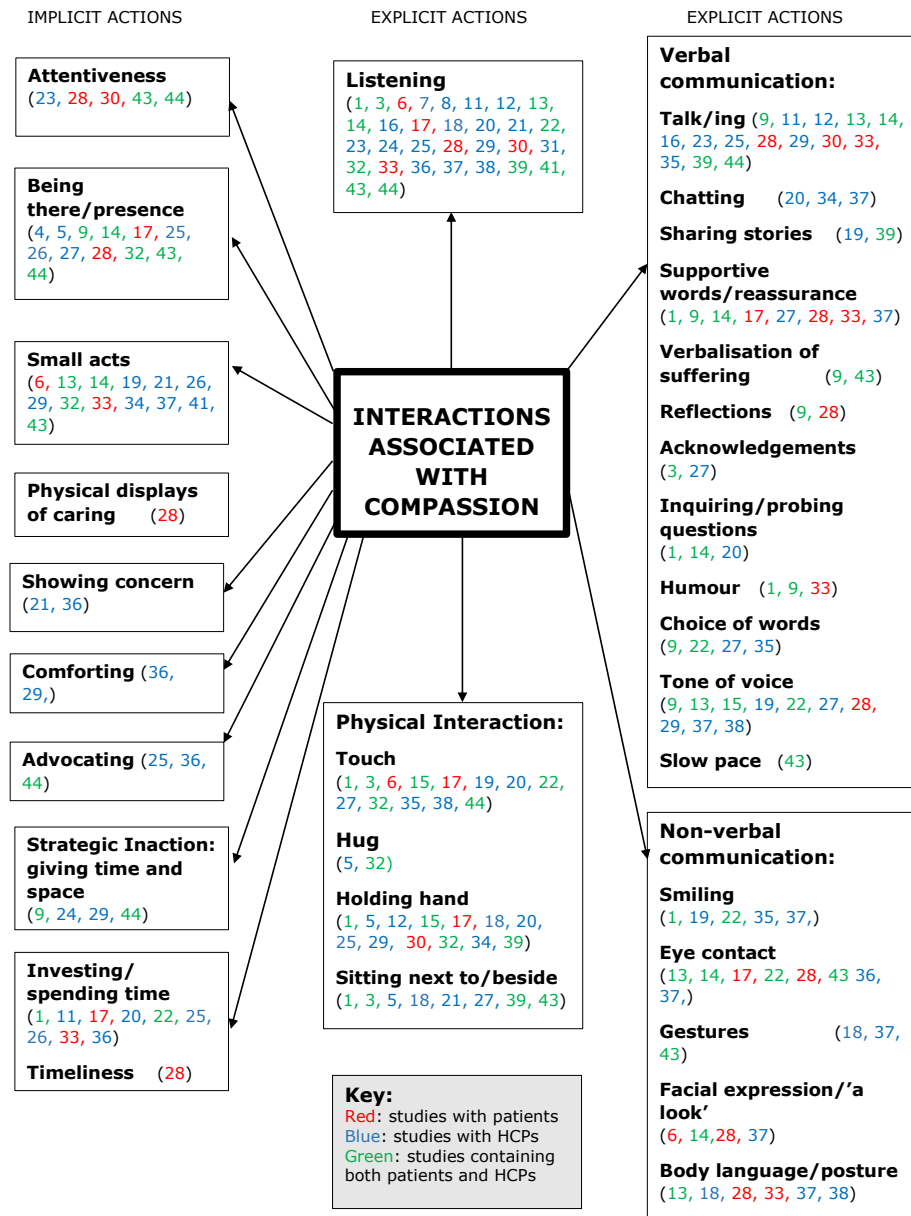 IMPLICIT ACTIONS
Attentiveness
(23, 28, 30, 43, 44)
Being
there/presence
(4, 5, 9, 14, 17, 25,
26, 27, 28, 32, 43,
44)
Small acts
(6, 13, 14, 19, 21, 26,
29, 32, 33, 34, 37, 41,
43)
Physical displays
of caring (28)
Showing concern
(21, 36)
Comforting (36,
29,)
Advocating (25, 36,
44)
Strategic Inaction:
giving time and
space
(9, 24, 29, 44)
Investing/
spending time
(1, 11, 17, 20, 22, 25,
26, 33, 36)
Timeliness (28)
EXPLICIT ACTIONS
Listening
(1, 3, 6, 7, 8, 11, 12, 13,
14, 16, 17, 18, 20, 21, 22,
23, 24, 25, 28, 29, 30, 31,
32, 33, 36, 37, 38, 39, 41,
43, 44)
INTERACTIONS
ASSOCIATED
WITH
COMPASSION
Physical Interaction:
Touch
(1, 3, 6, 15, 17, 19, 20, 22,
27, 32, 35, 38, 44)
Hug
(5, 32)
Holding hand
(1, 5, 12, 15, 17, 18, 20,
25, 29, 30, 32, 34, 39)
Sitting next to/beside
(1, 3, 5, 18, 21, 27, 39, 43)
Key:
Red: studies with patients
Blue: studies with HCPs
Green: studies containing
both patients and HCPs
EXPLICIT ACTIONS
Verbal
communication:
Talk/ing (9, 11, 12, 13, 14,
16, 23, 25, 28, 29, 30, 33,
35, 39, 44)
Chatting (20, 34, 37)
Sharing stories (19, 39)
Supportive
words/reassurance
(1, 9, 14, 17, 27, 28, 33, 37)
Verbalisation of
suffering (9, 43)
Reflections (9, 28)
Acknowledgements
(3, 27)
Inquiring/probing
questions
(1, 14, 20)
Humour (1, 9, 33)
Choice of words
(9, 22, 27, 35)
Tone of voice
(9, 13, 15, 19, 22, 27, 28,
29, 37, 38)
Slow pace (43)
Non-verbal
communication:
Smiling
(1, 19, 22, 35, 37,)
Eye contact
(13, 14, 17, 22, 28, 43 36,
37,)
Gestures (18, 37,
43)
Facial expression/'a
look'
(6, 14,28, 37)
Body language/posture
(13, 18, 28, 33, 37, 38)